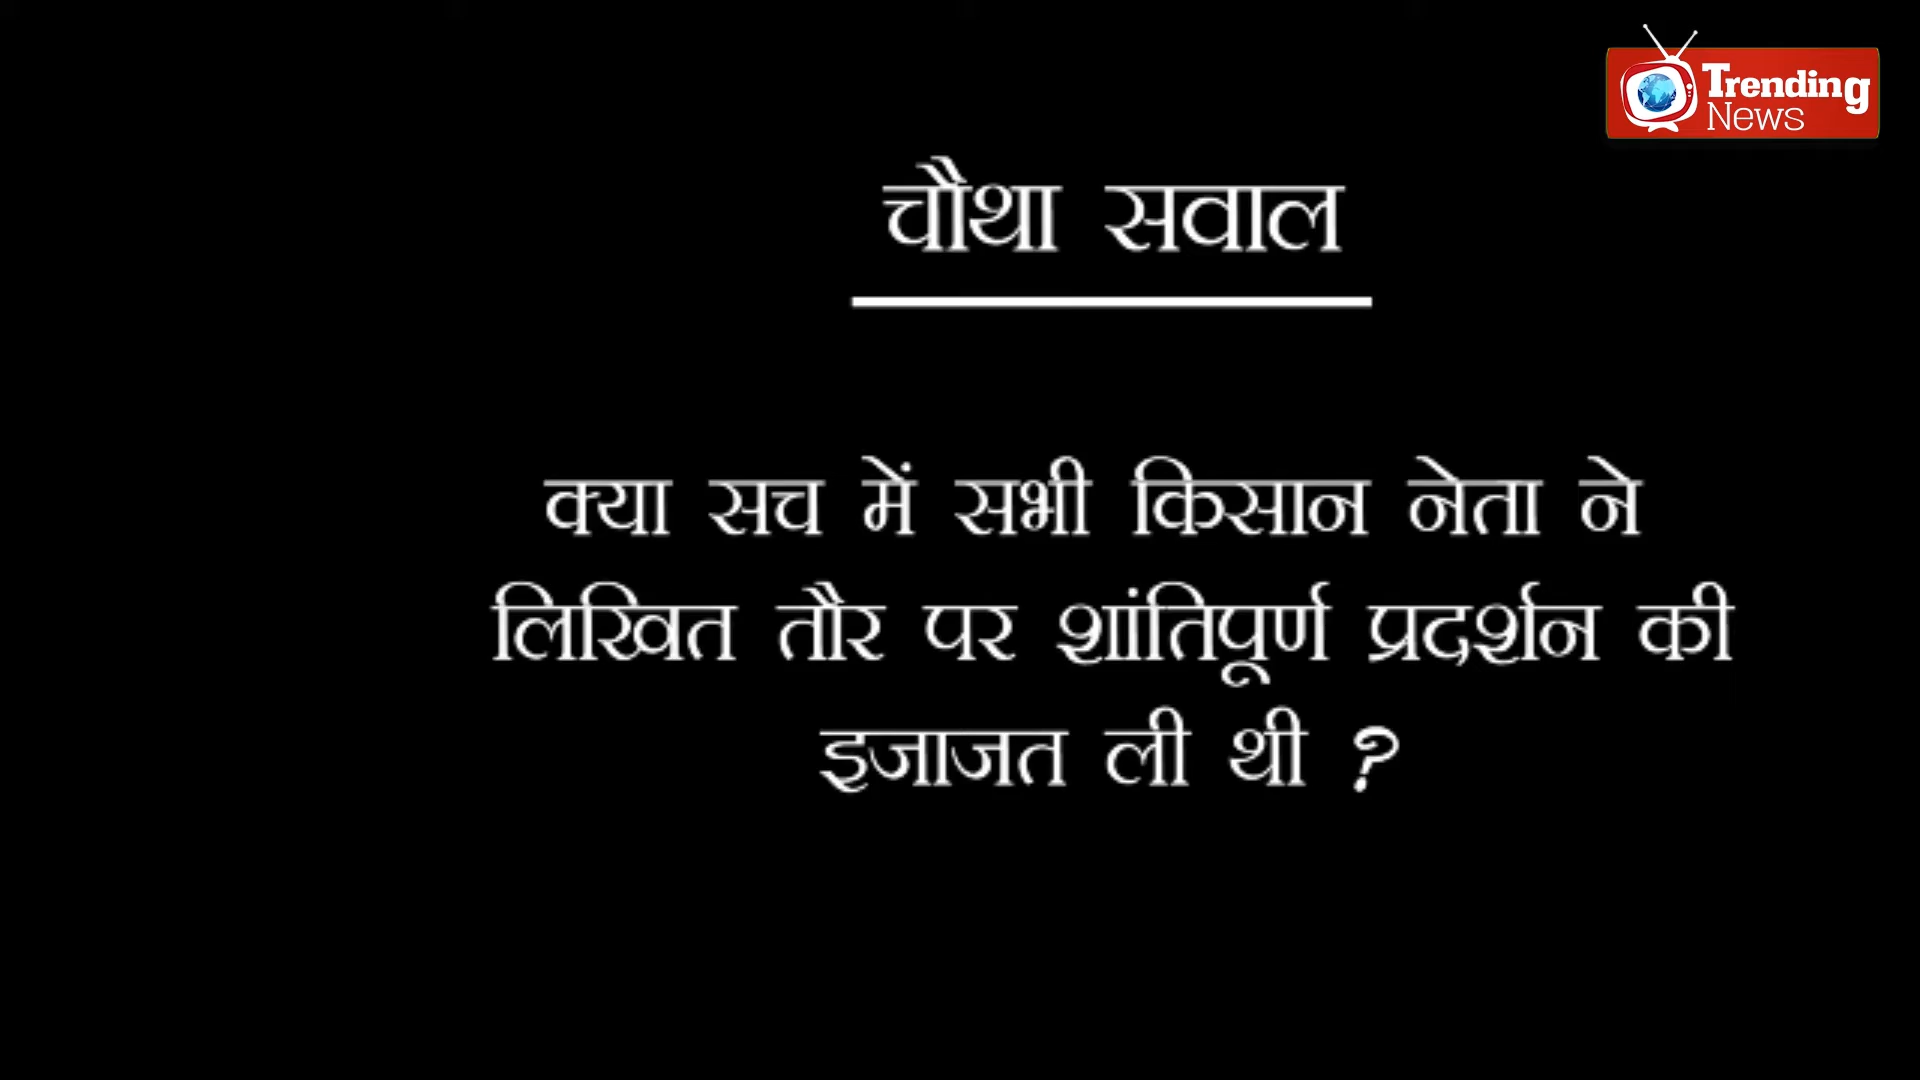 Trending
News
चौथा सवाल
क्या सच में सभी किसान नेता ने
लिखित तौर पर शांतिपूर्ण प्रदर्शन की
इजाजत ली थी ?